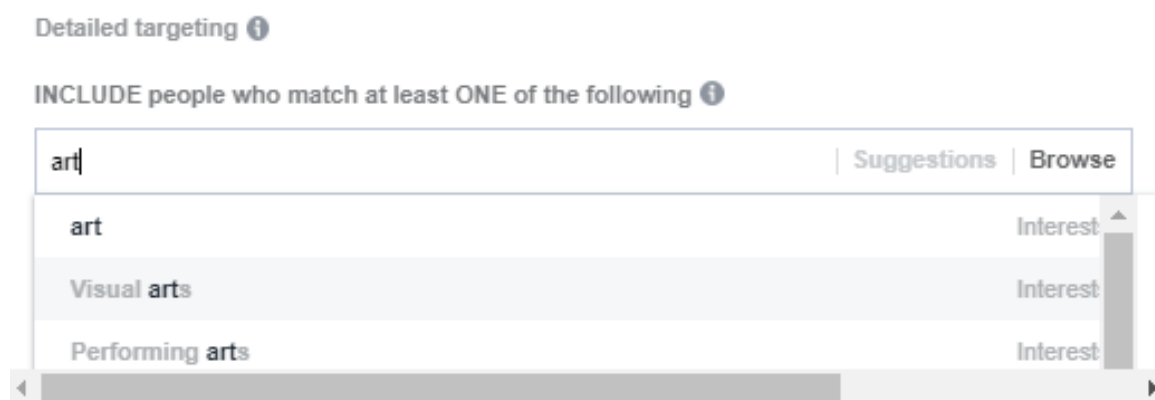 Detailed targeting
INCLUDE people who match at least ONE of the following
art Suggestions Browse
art Interest
Visual arts Interest
Performing arts Interest